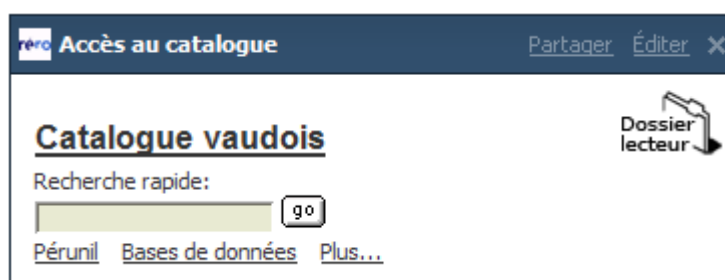 réro Accès au catalogue Partager Éditer
Catalogue vaudois
Dossier
lecteur
Recherche rapide:
go
Pérunil Bases de données Plus...